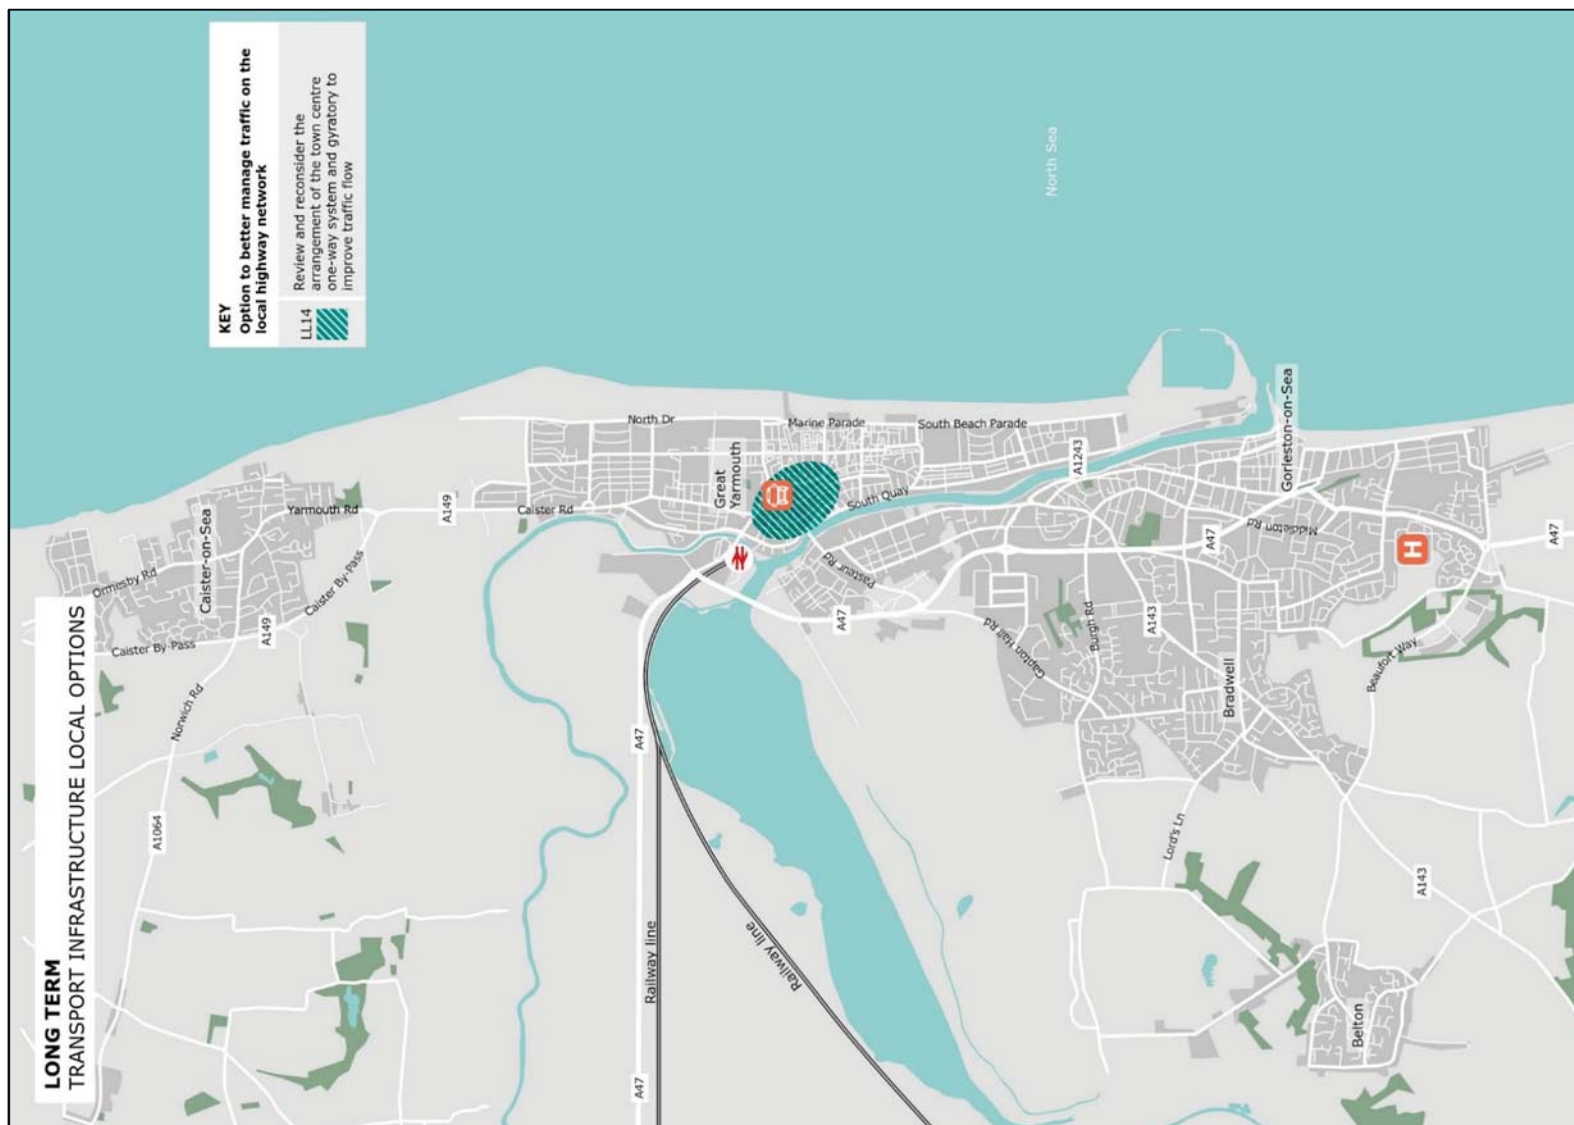 LONG TERM
TRANSPORT INFRASTRUCTURE LOCAL OPTIONS
KEY
Option to better manage traffic on the
local highway network
LL14
Review and reconsider the
arrangement of the town centre
one-way system and gyratory to
improve traffic flow
North Sea
Ormesby Rd
Caister-on-Sea
Yarmouth Rd
Caister By-Pass
Caister By-Pass
A149
A149
Norwich Rd
A1064
Caister Rd
North Dr
Great
Yarmouth
Marine Parade
South Beach Parade
South Quay
A1243
Pasteur Rd
A47
A47
A47
Railway line
Railway line
Gapton Hall Rd
Burgh Rd
A143
Bradwell
A47
Middleton Rd
Gorleston-on-Sea
H
A47
Beaufort Way
Lord's Ln
A143
Belton